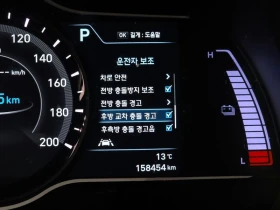 P
OK 길게 : 도움말
운전자 보조
차로 안전
전방 충돌방지 보조
전방 충돌 경고
후방 교차 충돌 경고
후측방 충돌 경고음
13℃
158454 km
120
140
160
180
200
km
H
L